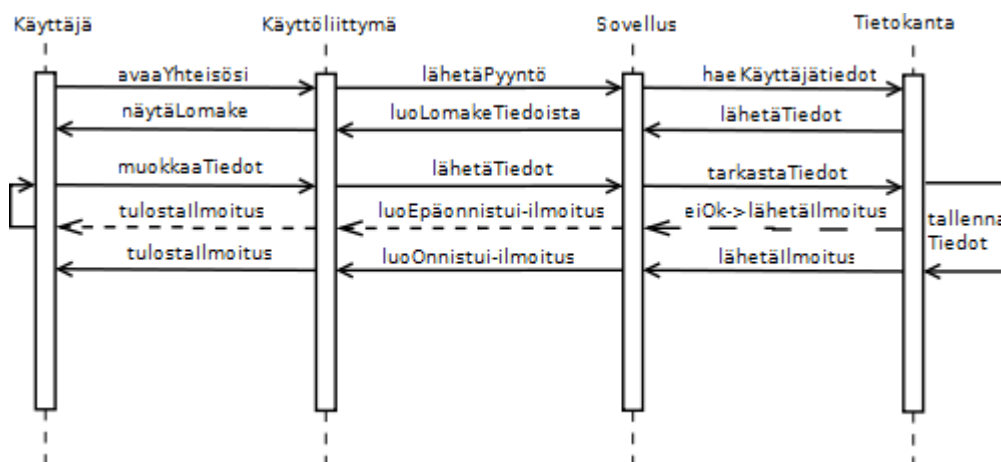 Käyttäjä Käyttöliittymä Sovellus Tietokanta
avaaYhteisösi lähetäPyyntö haeKäyttäjätiedot
näytäLomake luoLomakeTiedoista lähetäTiedot
muokkaaTiedot lähetäTiedot tarkastaTiedot
tulostaIlmoitus luoEpäonnistui-ilmoitus eiOk->lähetäIlmoitus
tallenna
Tiedot
tulostaIlmoitus luoOnnistui-ilmoitus lähetäIlmoitus